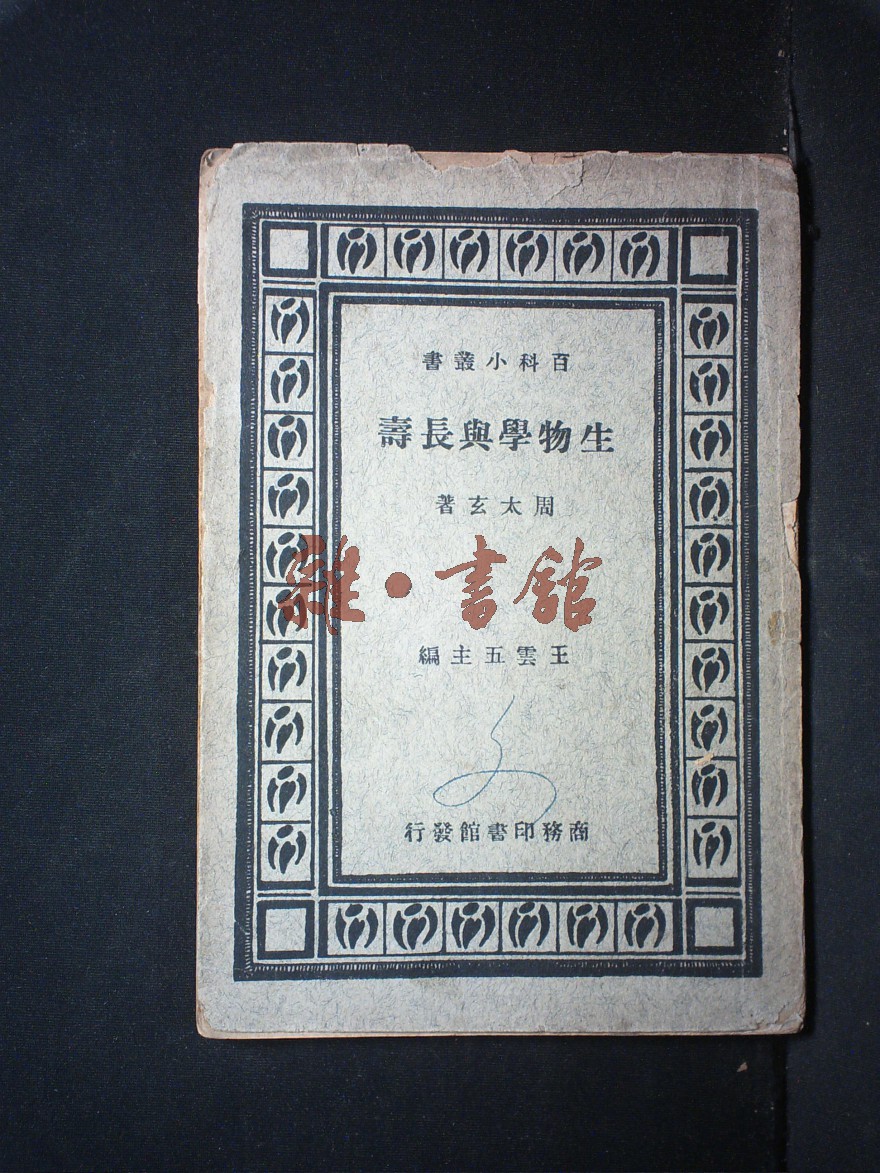 百科小叢書
生物學與長壽
周太玄著
雜·書館
王雲五主編
商務印書館發行